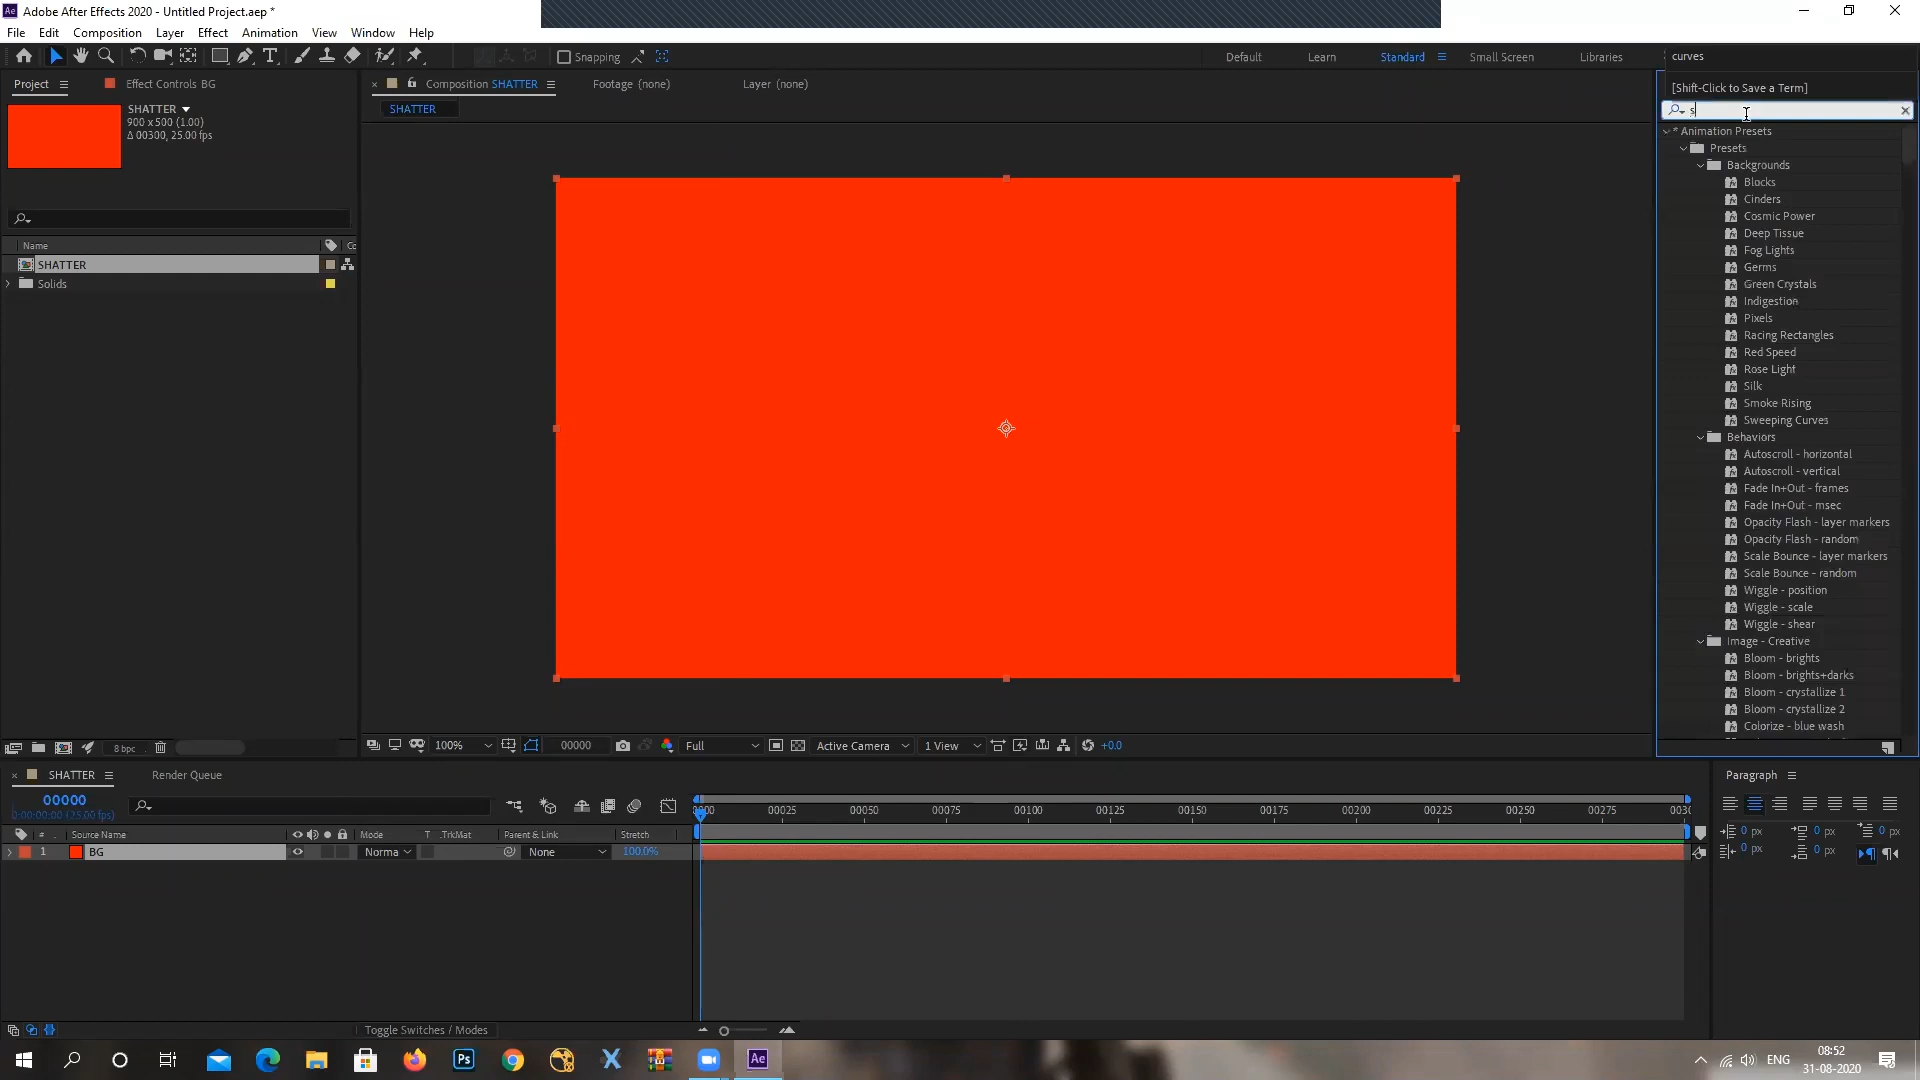 Ae Adobe After Effects 2020 - Untitled Project.aep *
File Edit Composition Layer Effect Animation View Window Help
Snapping
Default Learn Standard Small Screen Libraries
curves
[Shift-Click to Save a Term]
s
Project
Effect Controls BG
SHATTER
900 x 500 (1.00)
Δ 00300, 25.00 fps
Name
SHATTER
Solids
8 bpc
Composition SHATTER
Footage (none)
Layer (none)
SHATTER
100%
00000
Full
Active Camera
1 View
+0.0
* Animation Presets
Presets
Backgrounds
Blocks
Cinders
Cosmic Power
Deep Tissue
Fog Lights
Germs
Green Crystals
Indigestion
Pixels
Racing Rectangles
Red Speed
Rose Light
Silk
Smoke Rising
Sweeping Curves
Behaviors
Autoscroll - horizontal
Autoscroll - vertical
Fade In+Out - frames
Fade In+Out - msec
Opacity Flash - layer markers
Opacity Flash - random
Scale Bounce - layer markers
Scale Bounce - random
Wiggle - position
Wiggle - scale
Wiggle - shear
Image - Creative
Bloom - brights
Bloom - brights+darks
Bloom - crystallize 1
Bloom - crystallize 2
Colorize - blue wash
SHATTER
Render Queue
00000
0:00:00:00 (25.00 fps)
# Source Name Mode T .TrkMat Parent & Link Stretch
1 BG Norma None 100.0%
00025 00050 00075 00100 00125 00150 00175 00200 00225 00250 00275
Toggle Switches / Modes
Paragraph
0 px 0 px 0 px
0 px 0 px
Ps
Ae
ENG
08:52
31-08-2020